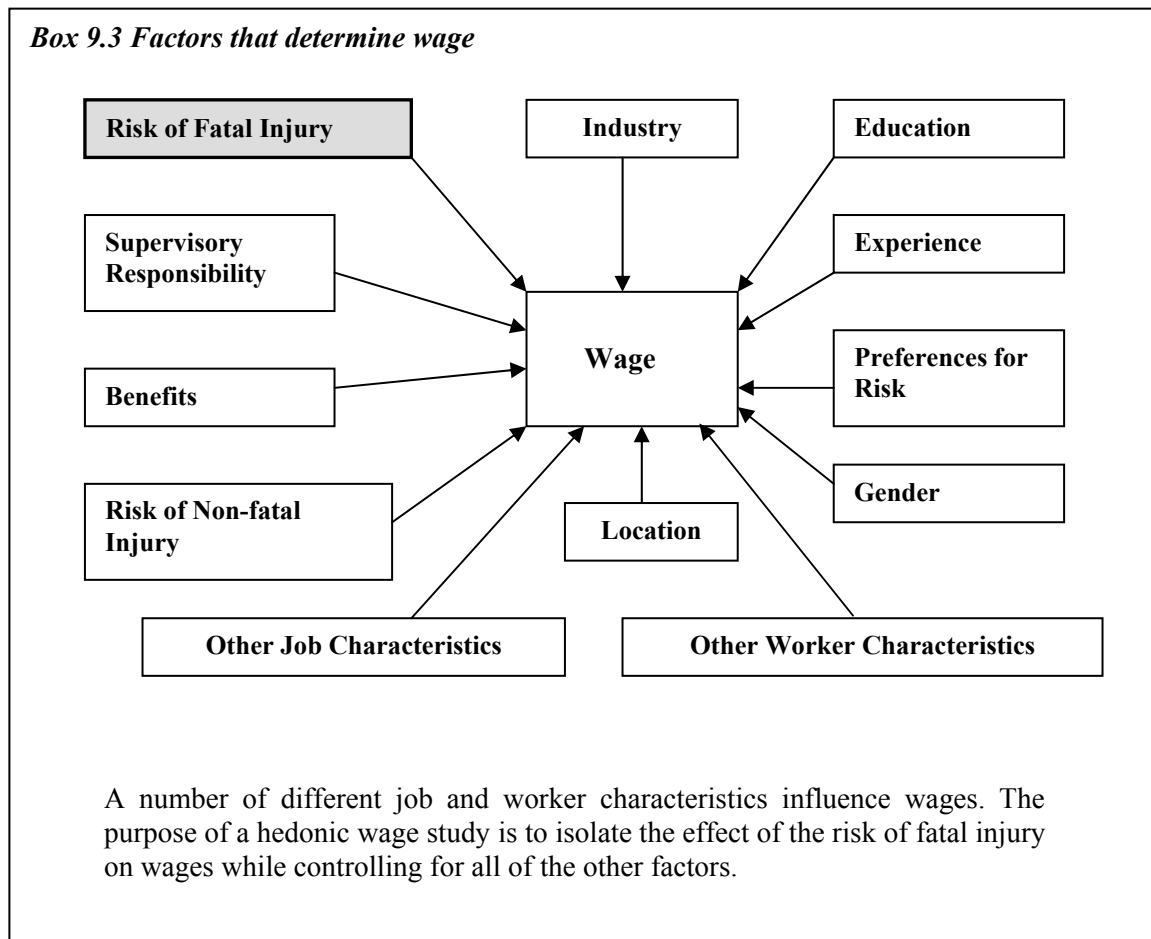 Box 9.3 Factors that determine wage
Risk of Fatal Injury
Industry
Education
Supervisory
Responsibility
Experience
Wage
Preferences for
Risk
Benefits
Gender
Risk of Non-fatal
Injury
Location
Other Job Characteristics
Other Worker Characteristics
A number of different job and worker characteristics influence wages. The
purpose of a hedonic wage study is to isolate the effect of the risk of fatal injury
on wages while controlling for all of the other factors.